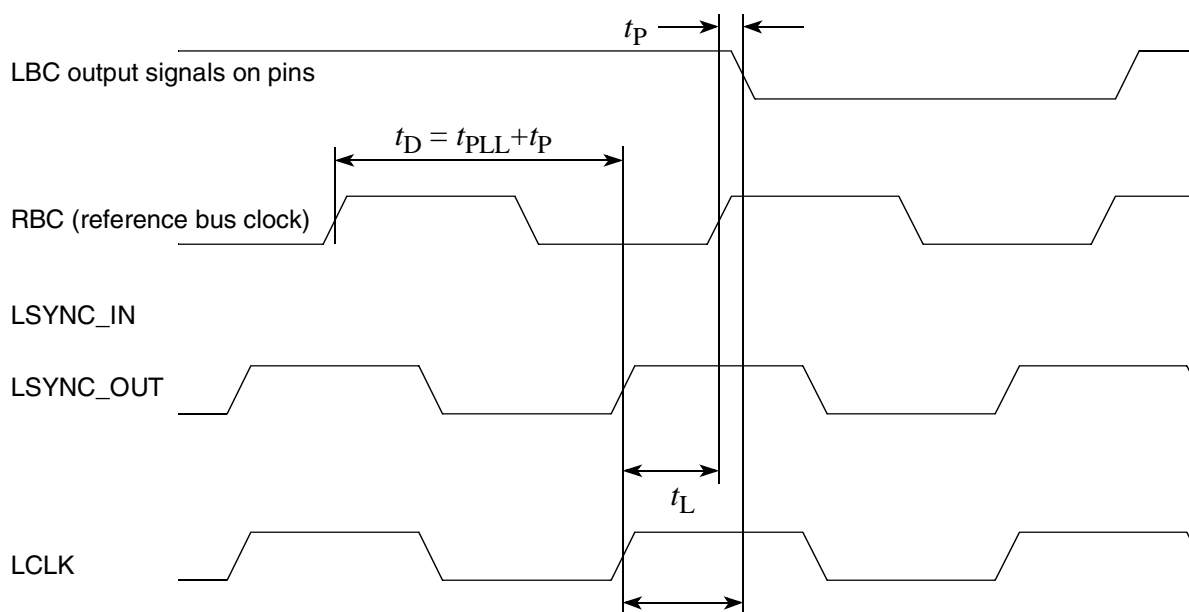 tP
LBC output signals on pins
tD = tPLL+tP
RBC (reference bus clock)
LSYNC_IN
LSYNC_OUT
tL
LCLK